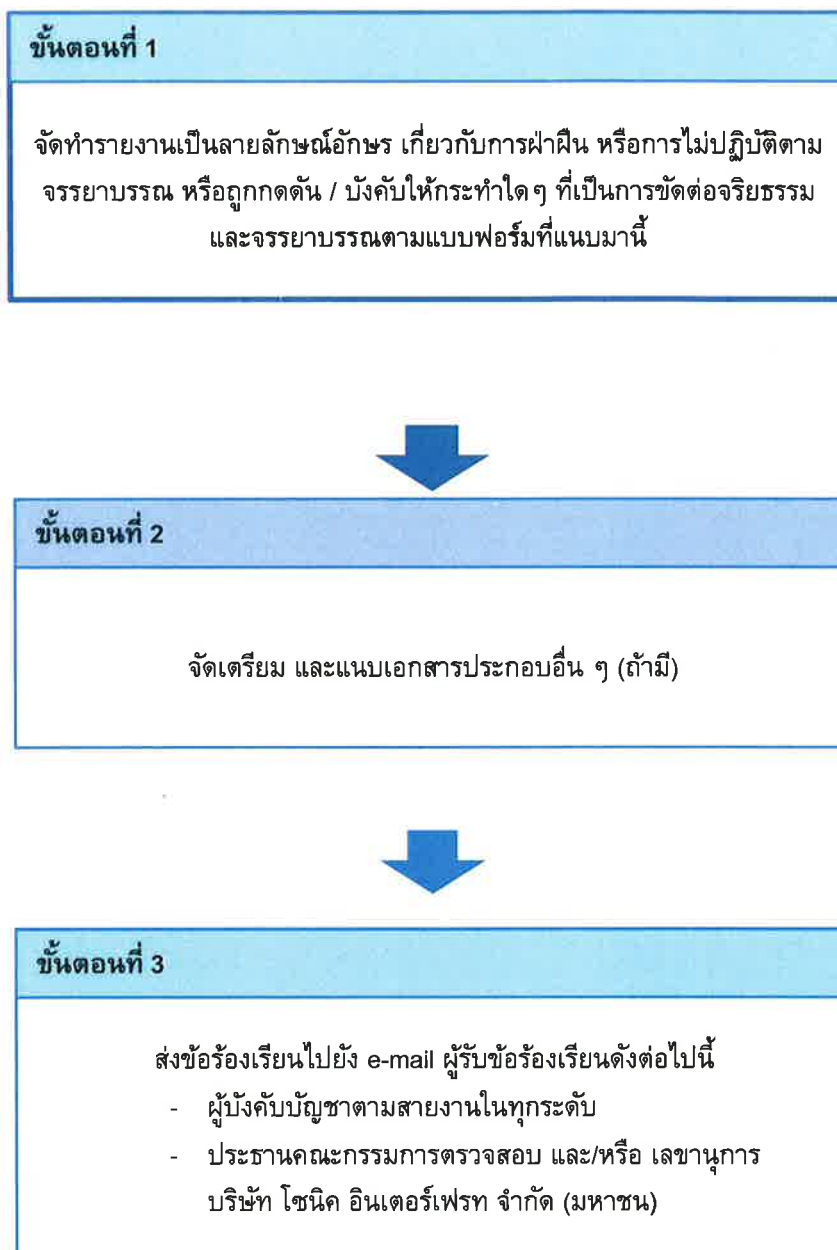 ขั้นตอนที่ 1
จัดทำรายงานเป็นลายลักษณ์อักษร เกี่ยวกับการฝ่าฝืน หรือการไม่ปฏิบัติตาม
จรรยาบรรณ หรือถูกกดดัน / บังคับให้กระทำใดๆ ที่เป็นการขัดต่อจริยธรรม
และจรรยาบรรณตามแบบฟอร์มที่แนบมานี้
ขั้นตอนที่ 2
จัดเตรียม และแนบเอกสารประกอบอื่น ๆ (ถ้ามี)
ขั้นตอนที่ 3
ส่งข้อร้องเรียนไปยัง e-mail ผู้รับข้อร้องเรียนดังต่อไปนี้
- ผู้บังคับบัญชาตามสายงานในทุกระดับ
- ประธานคณะกรรมการตรวจสอบ และ/หรือ เลขานุการ
บริษัท โซนิค อินเตอร์เฟรท จำกัด (มหาชน)